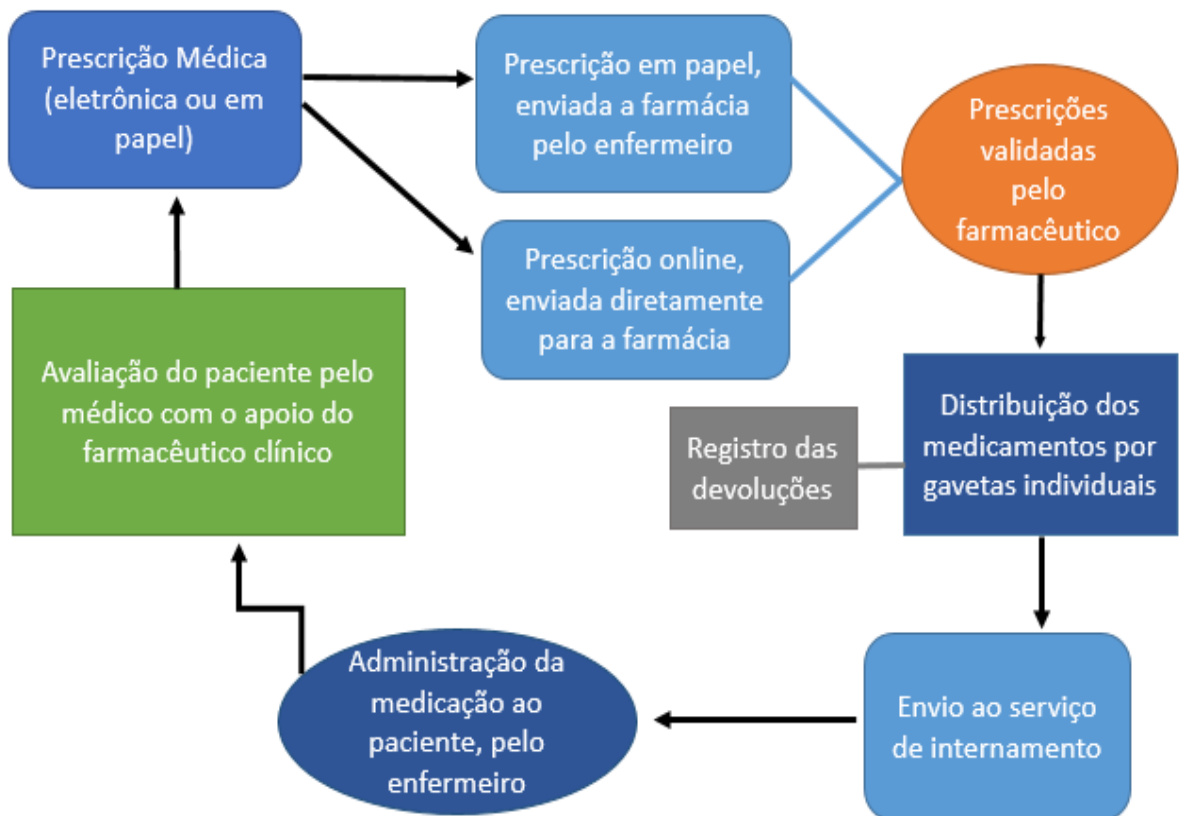 Prescrição Médica
(eletrônica ou em
papel)
Prescrição em papel,
enviada a farmácia
pelo enfermeiro
Prescrição online,
enviada diretamente
para a farmácia
Prescrições
validadas
pelo
farmacêutico
Distribuição dos
medicamentos por
gavetas individuais
Registro das
devoluções
Envio ao serviço
de internamento
Administração da
medicação ao
paciente, pelo
enfermeiro
Avaliação do paciente pelo
médico com o apoio do
farmacêutico clínico